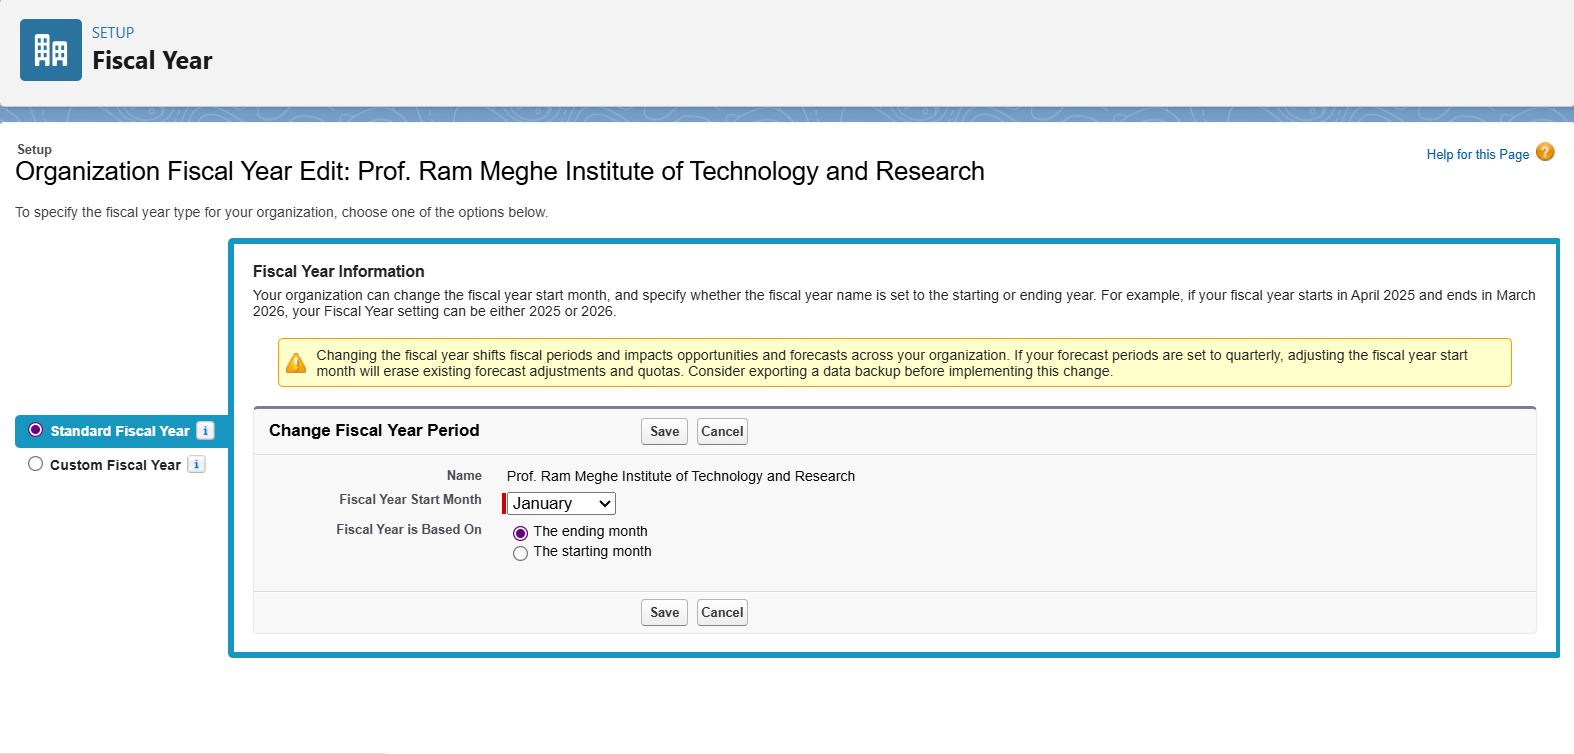 SETUP
Fiscal Year
Setup
Organization Fiscal Year Edit: Prof. Ram Meghe Institute of Technology and Research
Help for this Page ?
To specify the fiscal year type for your organization, choose one of the options below.
Standard Fiscal Year i
Custom Fiscal Year i
Fiscal Year Information
Your organization can change the fiscal year start month, and specify whether the fiscal year name is set to the starting or ending year. For example, if your fiscal year starts in April 2025 and ends in March
2026, your Fiscal Year setting can be either 2025 or 2026.
Changing the fiscal year shifts fiscal periods and impacts opportunities and forecasts across your organization. If your forecast periods are set to quarterly, adjusting the fiscal year start
month will erase existing forecast adjustments and quotas. Consider exporting a data backup before implementing this change.
Change Fiscal Year Period Save Cancel
Name Prof. Ram Meghe Institute of Technology and Research
Fiscal Year Start Month January
Fiscal Year is Based On The ending month
The starting month
Save Cancel